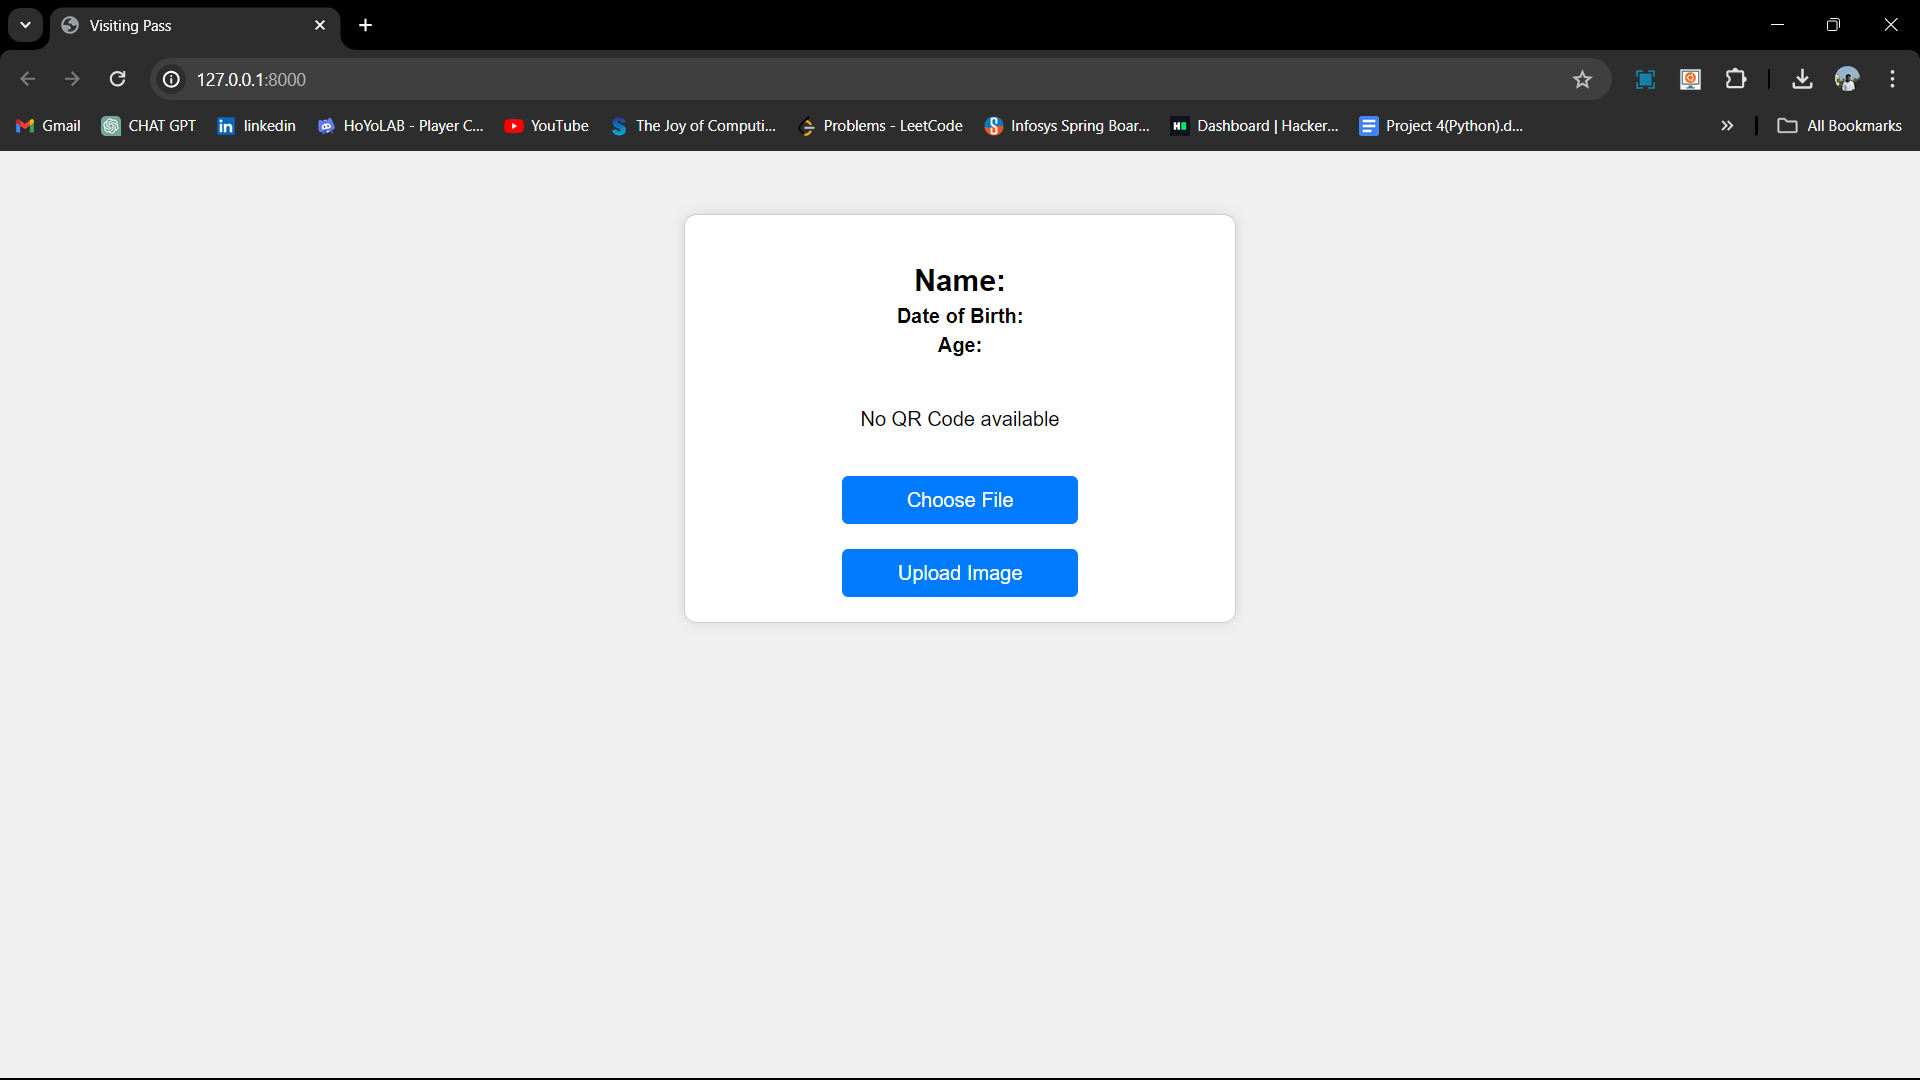 Visiting Pass
127.0.0.1:8000
Gmail CHAT GPT linkedin HoYoLAB - Player C... YouTube The Joy of Computi... Problems - LeetCode Infosys Spring Boar... Dashboard | Hacker... Project 4(Python).d... All Bookmarks
Name:
Date of Birth:
Age:
No QR Code available
Choose File
Upload Image